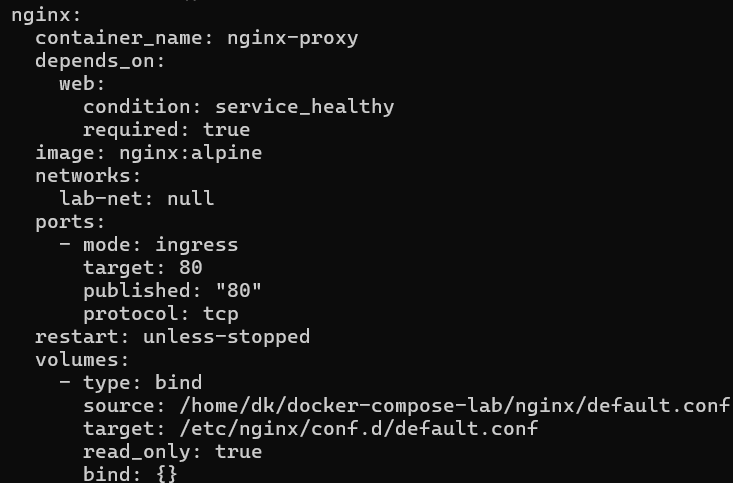 nginx:
  container_name: nginx-proxy
  depends_on:
    web:
      condition: service_healthy
      required: true
  image: nginx:alpine
  networks:
    lab-net: null
  ports:
    - mode: ingress
      target: 80
      published: "80"
      protocol: tcp
  restart: unless-stopped
  volumes:
    - type: bind
      source: /home/dk/docker-compose-lab/nginx/default.conf
      target: /etc/nginx/conf.d/default.conf
      read_only: true
      bind: {}